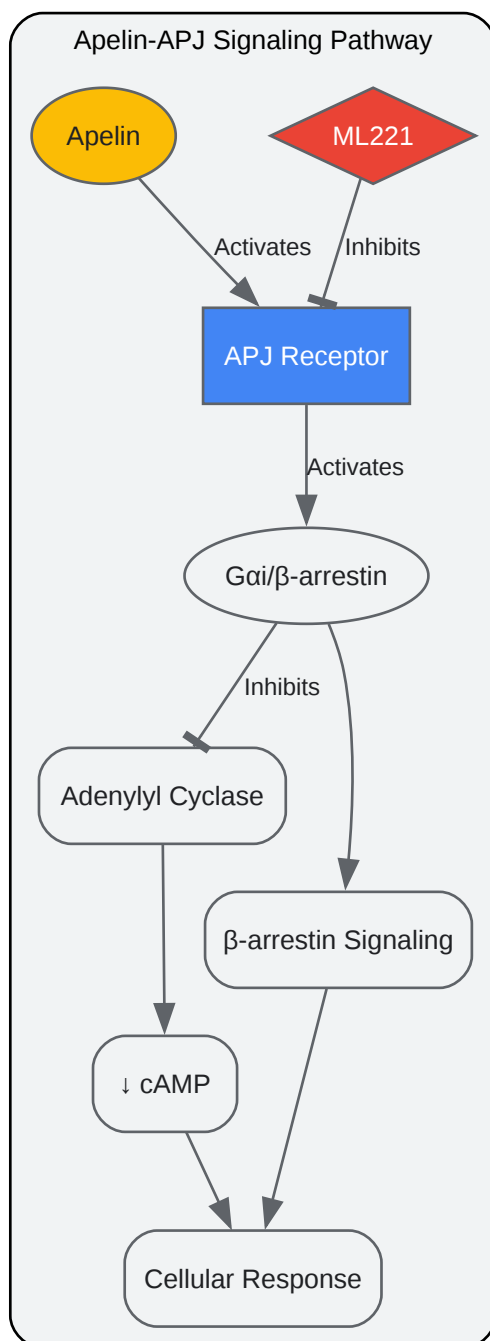 Apelin-APJ Signaling Pathway
Apelin
ML221
Activates
Inhibits
APJ Receptor
Activates
Gαi/β-arrestin
Inhibits
Adenylyl Cyclase
β-arrestin Signaling
↓ cAMP
Cellular Response